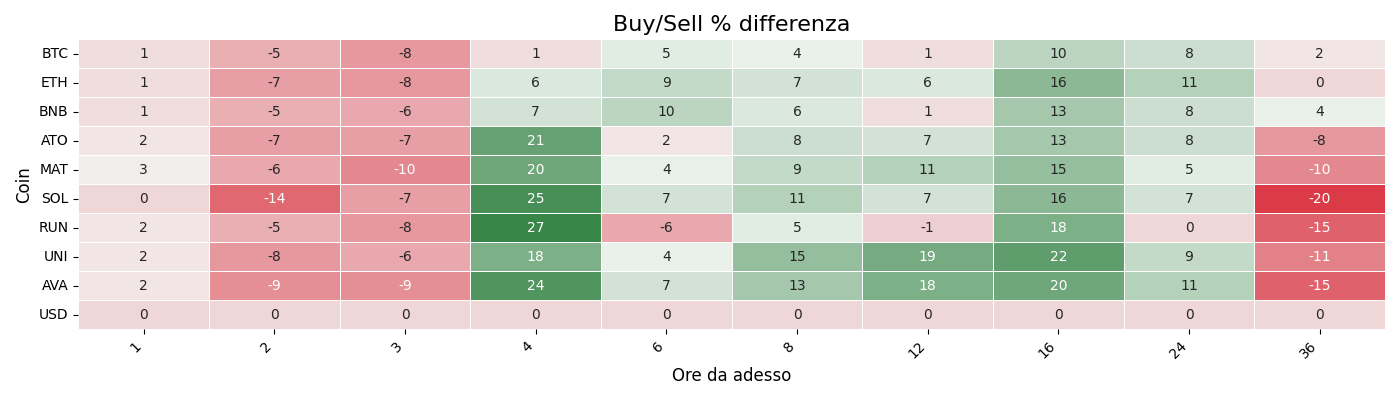 Buy/Sell % differenza
Coin
BTC 1 -5 -8 1 5 4 1 10 8 2
ETH 1 -7 -8 6 9 7 6 16 11 0
BNB 1 -5 -6 7 10 6 1 13 8 4
ATO 2 -7 -7 21 2 8 7 13 8 -8
MAT 3 -6 -10 20 4 9 11 15 5 -10
SOL 0 -14 -7 25 7 11 7 16 7 -20
RUN 2 -5 -8 27 -6 5 -1 18 0 -15
UNI 2 -8 -6 18 4 15 19 22 9 -11
AVA 2 -9 -9 24 7 13 18 20 11 -15
USD 0 0 0 0 0 0 0 0 0 0
1 2 3 4 6 8 12 16 24 36
Ore da adesso